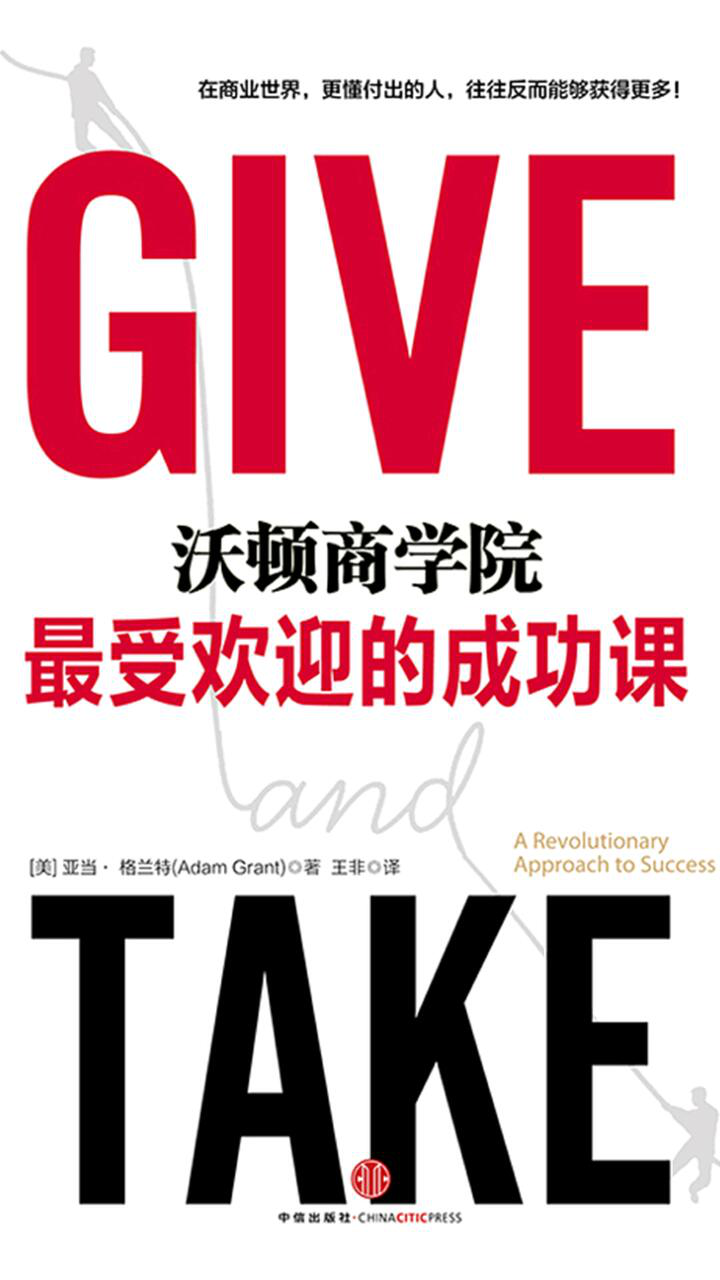 在商业世界，更懂付出的人，往往反而能够获得更多！
GIVE
沃顿商学院
最受欢迎的成功课
and
A Revolutionary
Approach to Success
[美] 亚当· 格兰特(Adam Grant)◎著 王非◎译
TAKE
中信出版社·CHINACITICPRESS